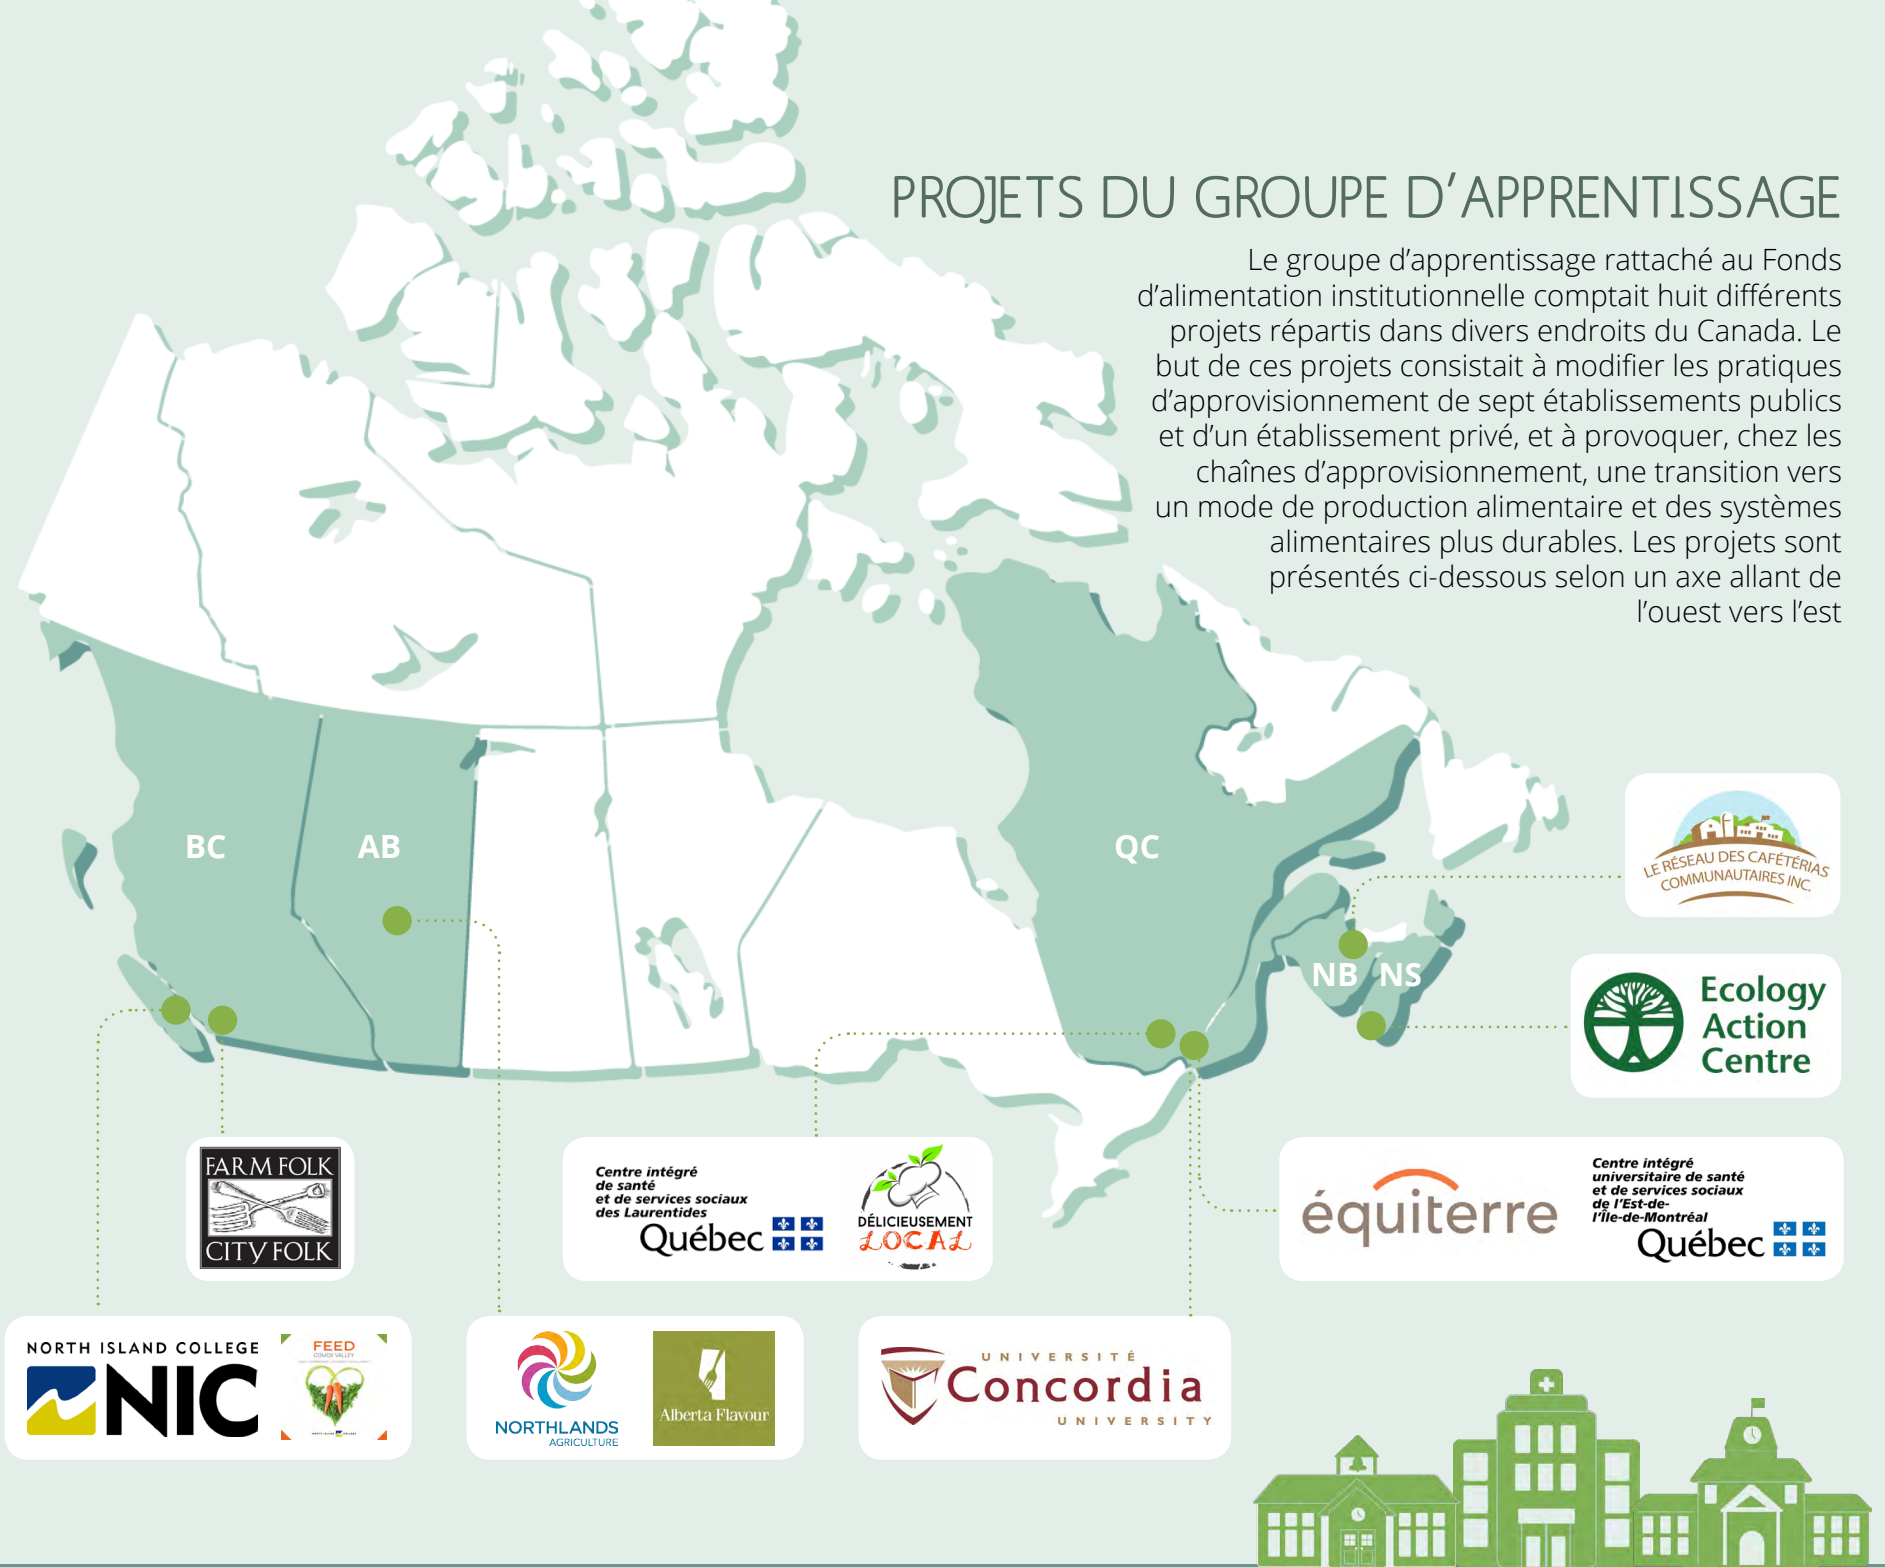 PROJETS DU GROUPE D'APPRENTISSAGE
Le groupe d'apprentissage rattaché au Fonds
d'alimentation institutionnelle comptait huit différents
projets répartis dans divers endroits du Canada. Le
but de ces projets consistait à modifier les pratiques
d'approvisionnement de sept établissements publics
et d'un établissement privé, et à provoquer, chez les
chaînes d'approvisionnement, une transition vers
un mode de production alimentaire et des systèmes
alimentaires plus durables. Les projets sont
présentés ci-dessous selon un axe allant de
l'ouest vers l'est
BC
AB
QC
NB
NS
LE RÉSEAU DES CAFÉTÉRIAS
COMMUNAUTAIRES INC.
Ecology
Action
Centre
FARM FOLK
CITY FOLK
Centre intégré
de santé
et de services sociaux
des Laurentides
Québec
DÉLICIEUSEMENT
LOCAL
équiterre
Centre intégré
universitaire de santé
et de services sociaux
de l'Est-de-
l'Île-de-Montréal
Québec
NORTH ISLAND COLLEGE
NIC
FEED
COMOX VALLEY
NORTHLANDS
AGRICULTURE
Alberta Flavour
UNIVERSITÉ
Concordia
UNIVERSITY